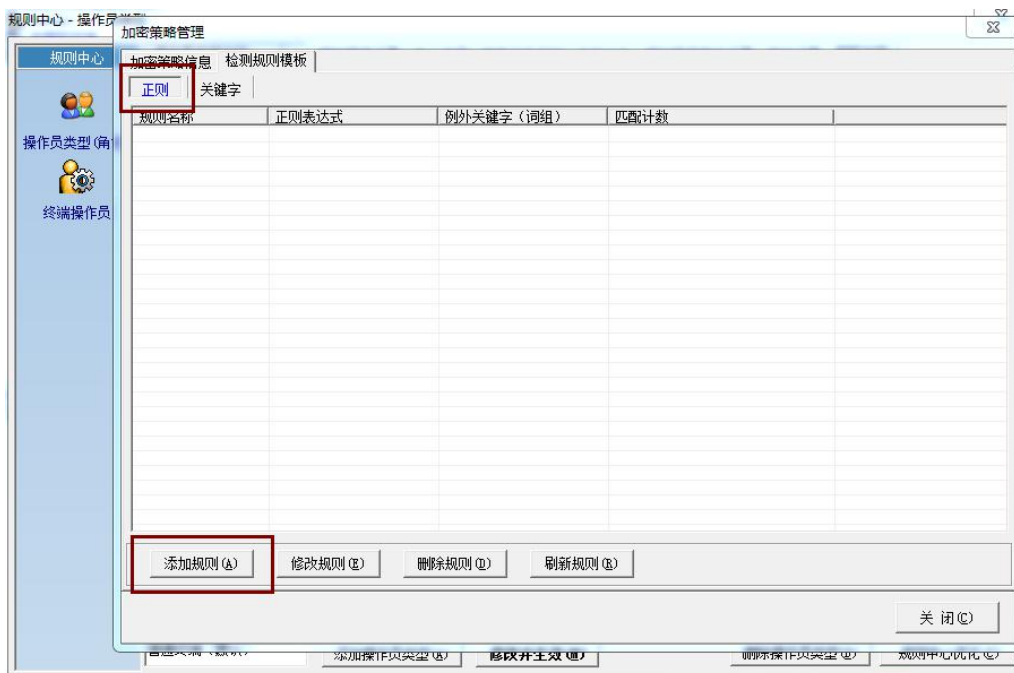 规则中心 - 操作员类型
加密策略管理
规则中心
加密策略信息 检测规则模板
正则 关键字
规则名称 正则表达式 例外关键字（词组） 匹配计数
操作员类型(角
终端操作员
添加规则(A) 修改规则(E) 删除规则(D) 刷新规则(R)
关 闭(C)
添加操作员类型(A) 修改并生效(M) 删除操作员类型(D) 规则中心优化(C)